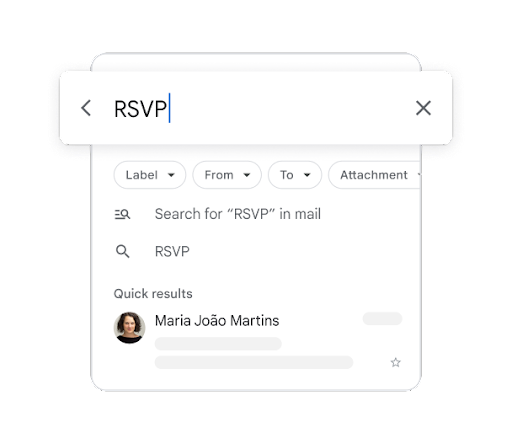 RSVP
Label From To Attachment
Search for “RSVP” in mail
RSVP
Quick results
Maria João Martins